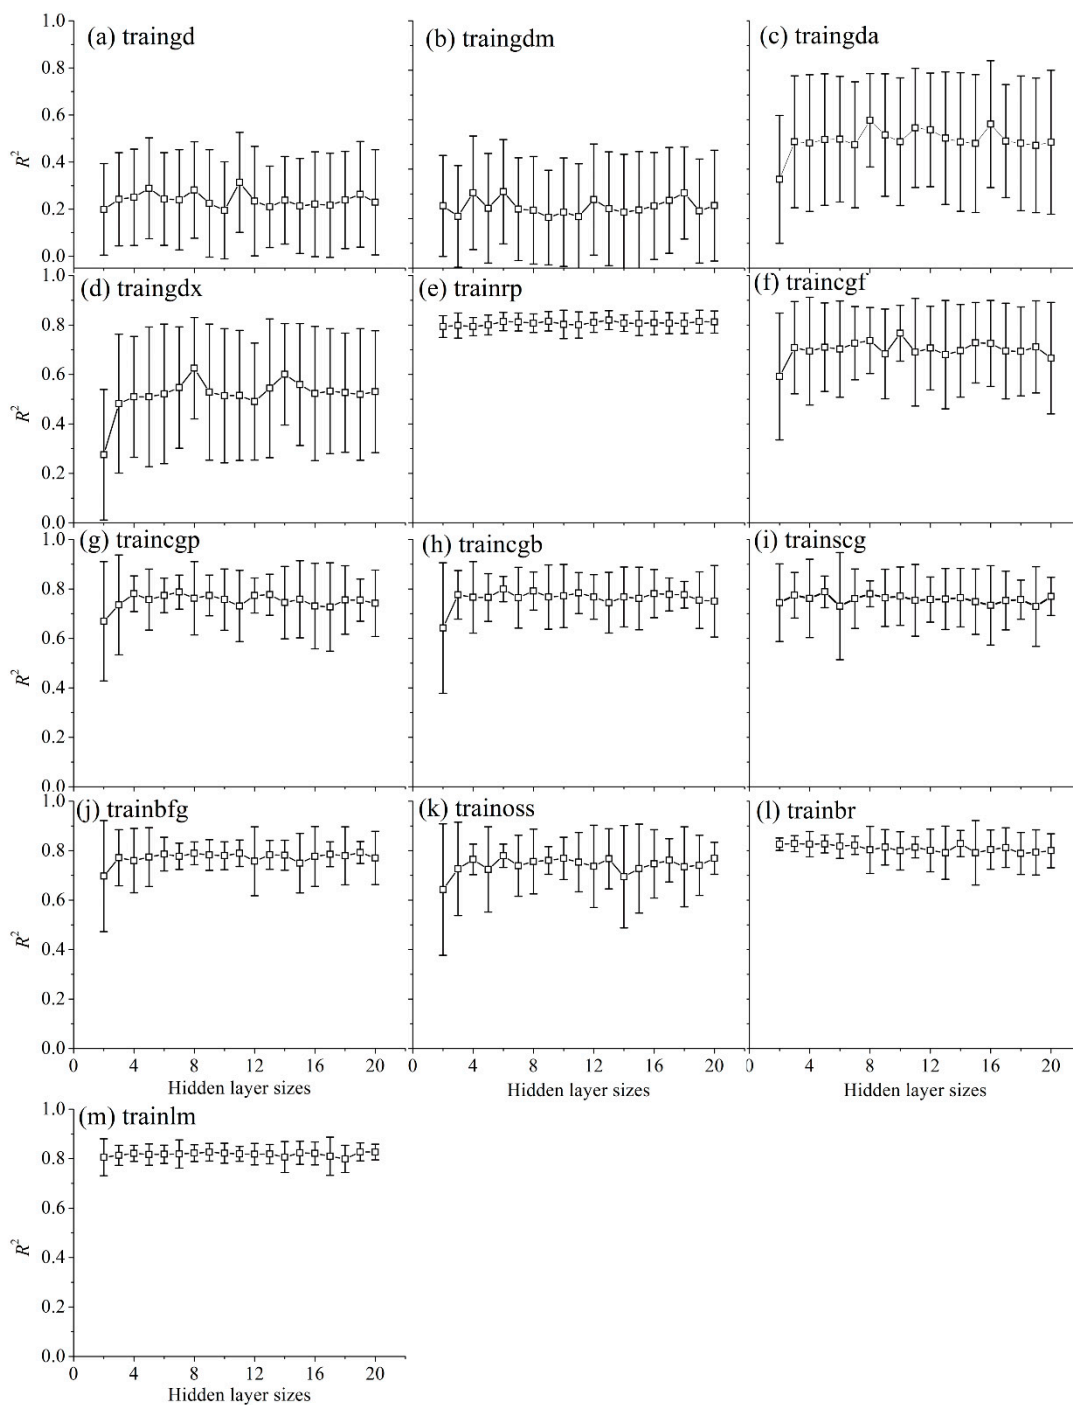 (a) traingd
(b) traingdm
(c) traingda
1.0
0.8
0.6
0.4
0.2
0.0
R²
(d) traingdx
(e) trainrp
(f) traincgf
1.0
0.8
0.6
0.4
0.2
0.0
R²
(g) traincgp
(h) traincgb
(i) trainscg
1.0
0.8
0.6
0.4
0.2
0.0
R²
(j) trainbfg
(k) trainoss
(l) trainbr
1.0
0.8
0.6
0.4
0.2
0.0
R²
0 4 8 12 16 20
0 4 8 12 16 20
0 4 8 12 16 20
Hidden layer sizes
Hidden layer sizes
Hidden layer sizes
(m) trainlm
1.0
0.8
0.6
0.4
0.2
0.0
R²
0 4 8 12 16 20
Hidden layer sizes